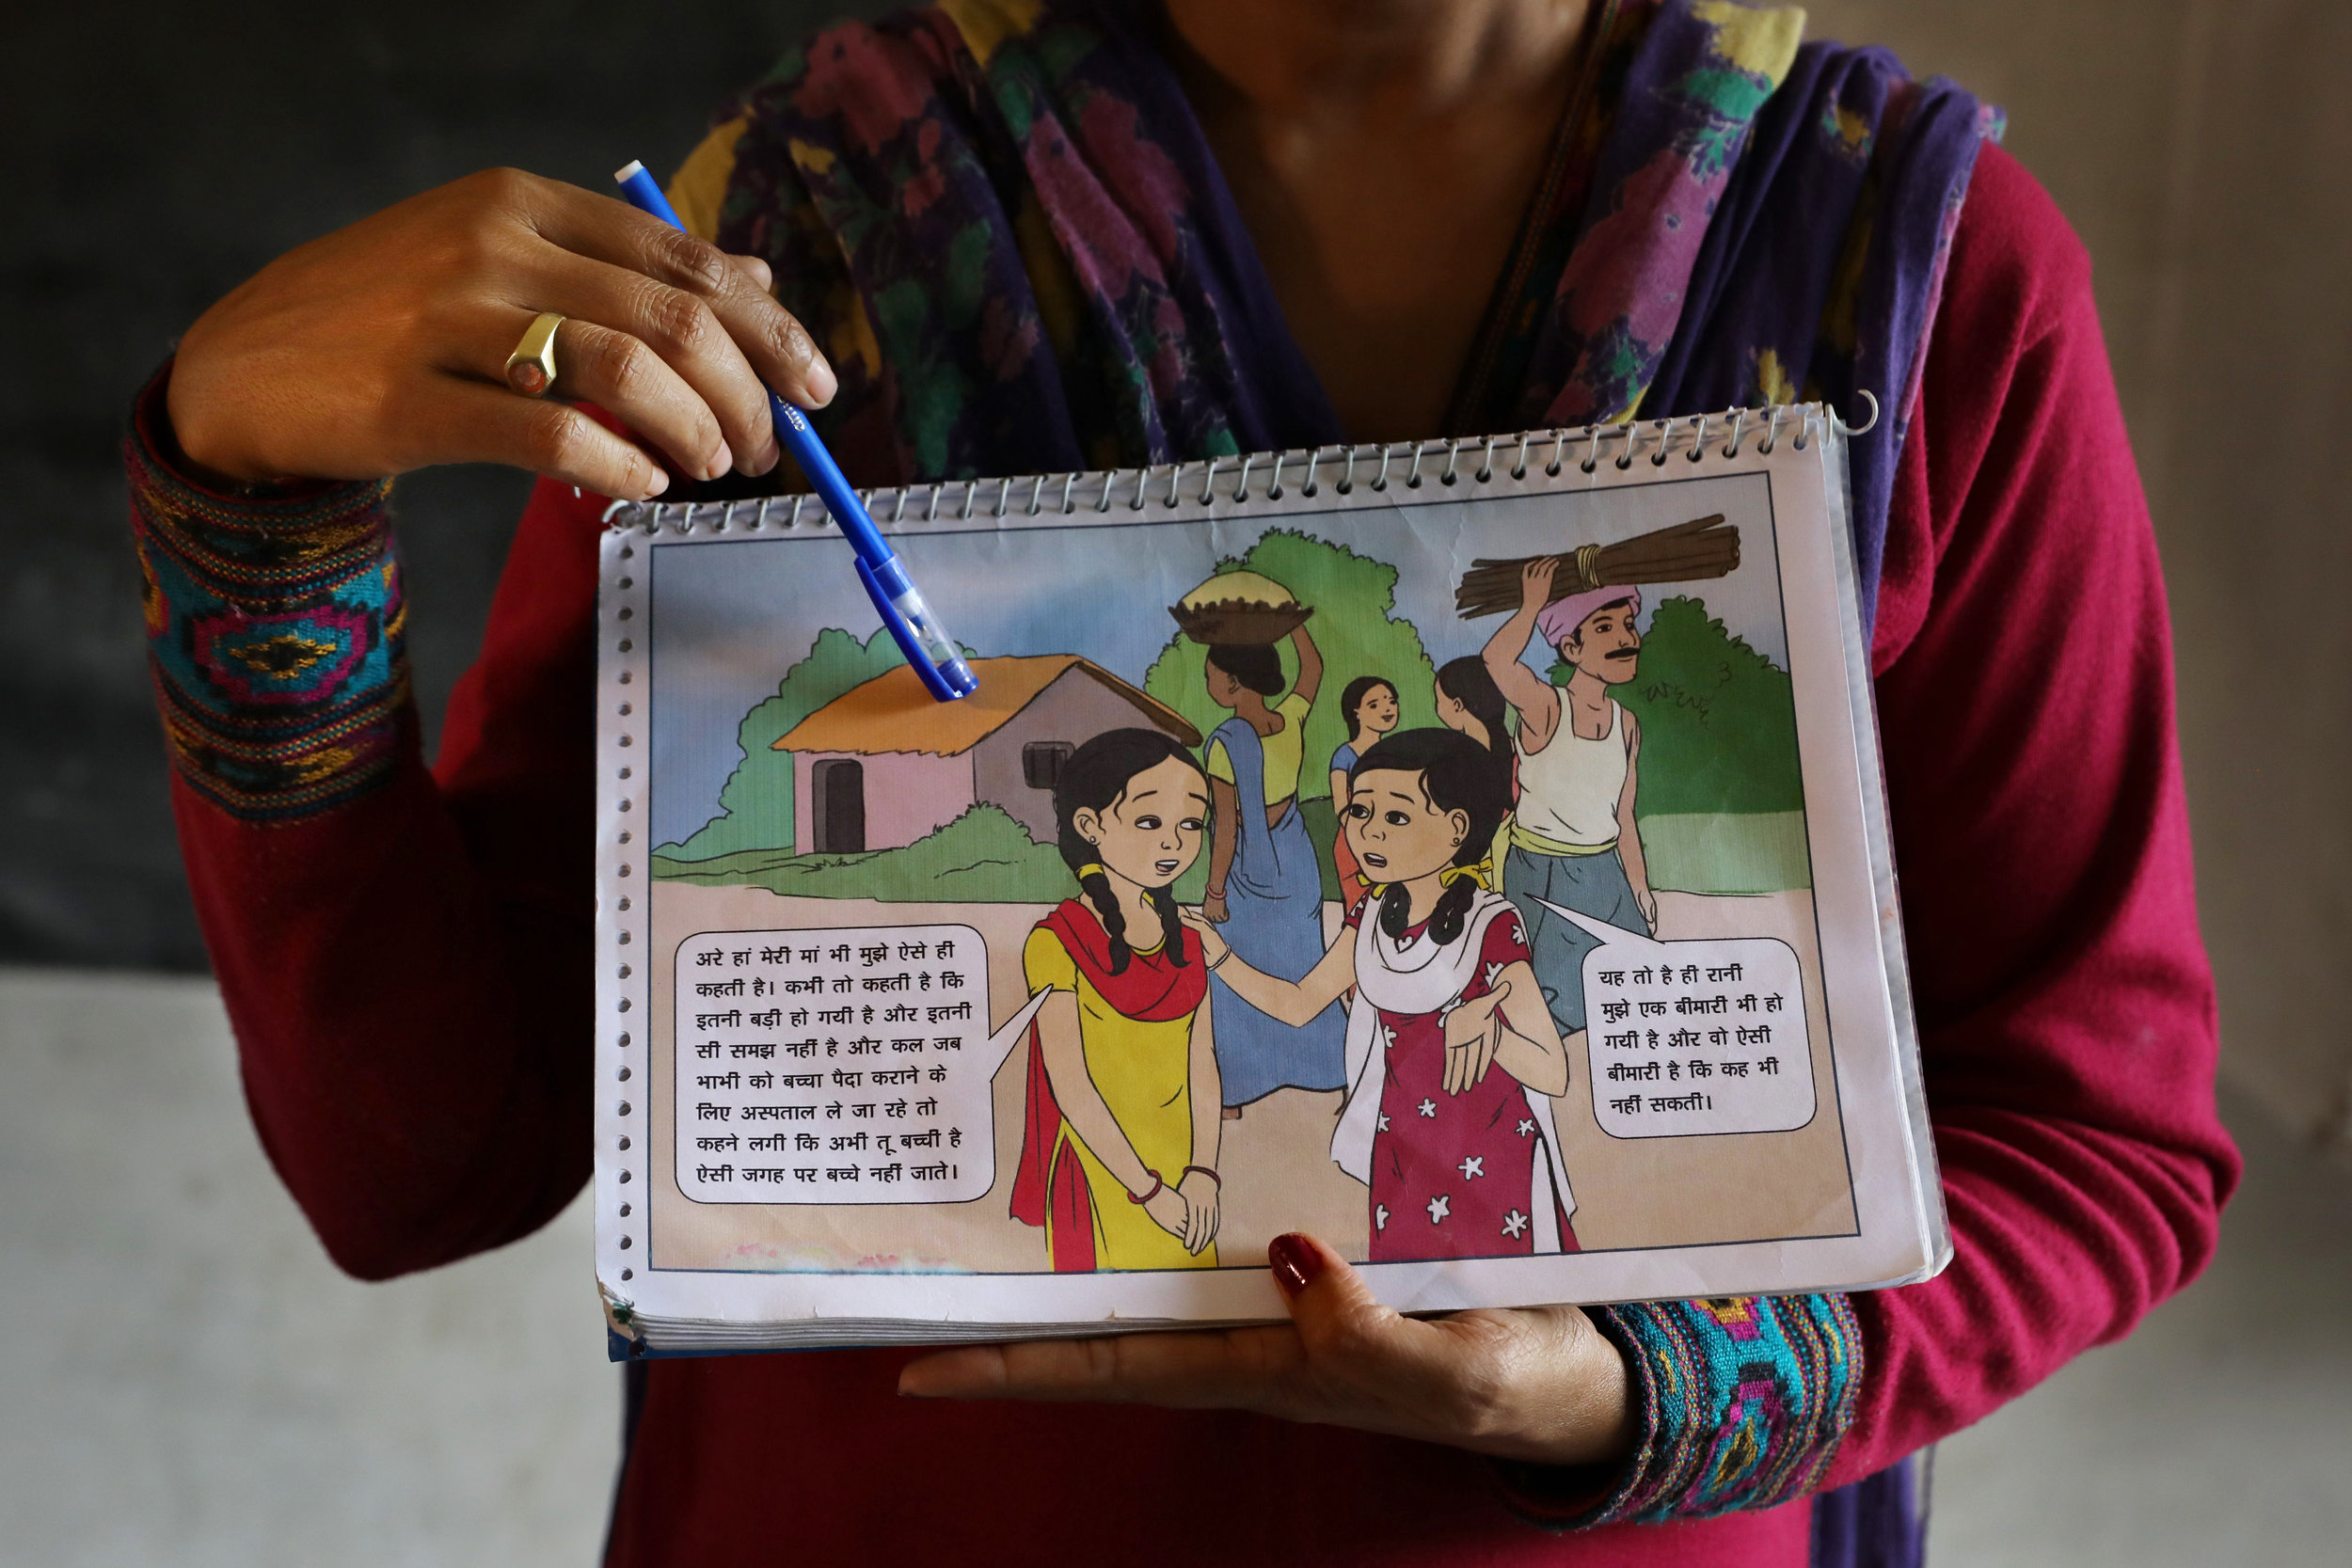 अरे हां मेरी मां भी मुझे ऐसे ही
कहती है। कभी तो कहती है कि
इतनी बड़ी हो गयी है और इतनी
सी समझ नहीं है और कल जब
भाभी को बच्चा पैदा कराने के
लिए अस्पताल ले जा रहे तो
कहने लगी कि अभी तू बच्ची है
ऐसी जगह पर बच्चे नहीं जाते।
यह तो है ही रानी
मुझे एक बीमारी भी हो
गयी है और वो ऐसी
बीमारी है कि कह भी
नहीं सकती।